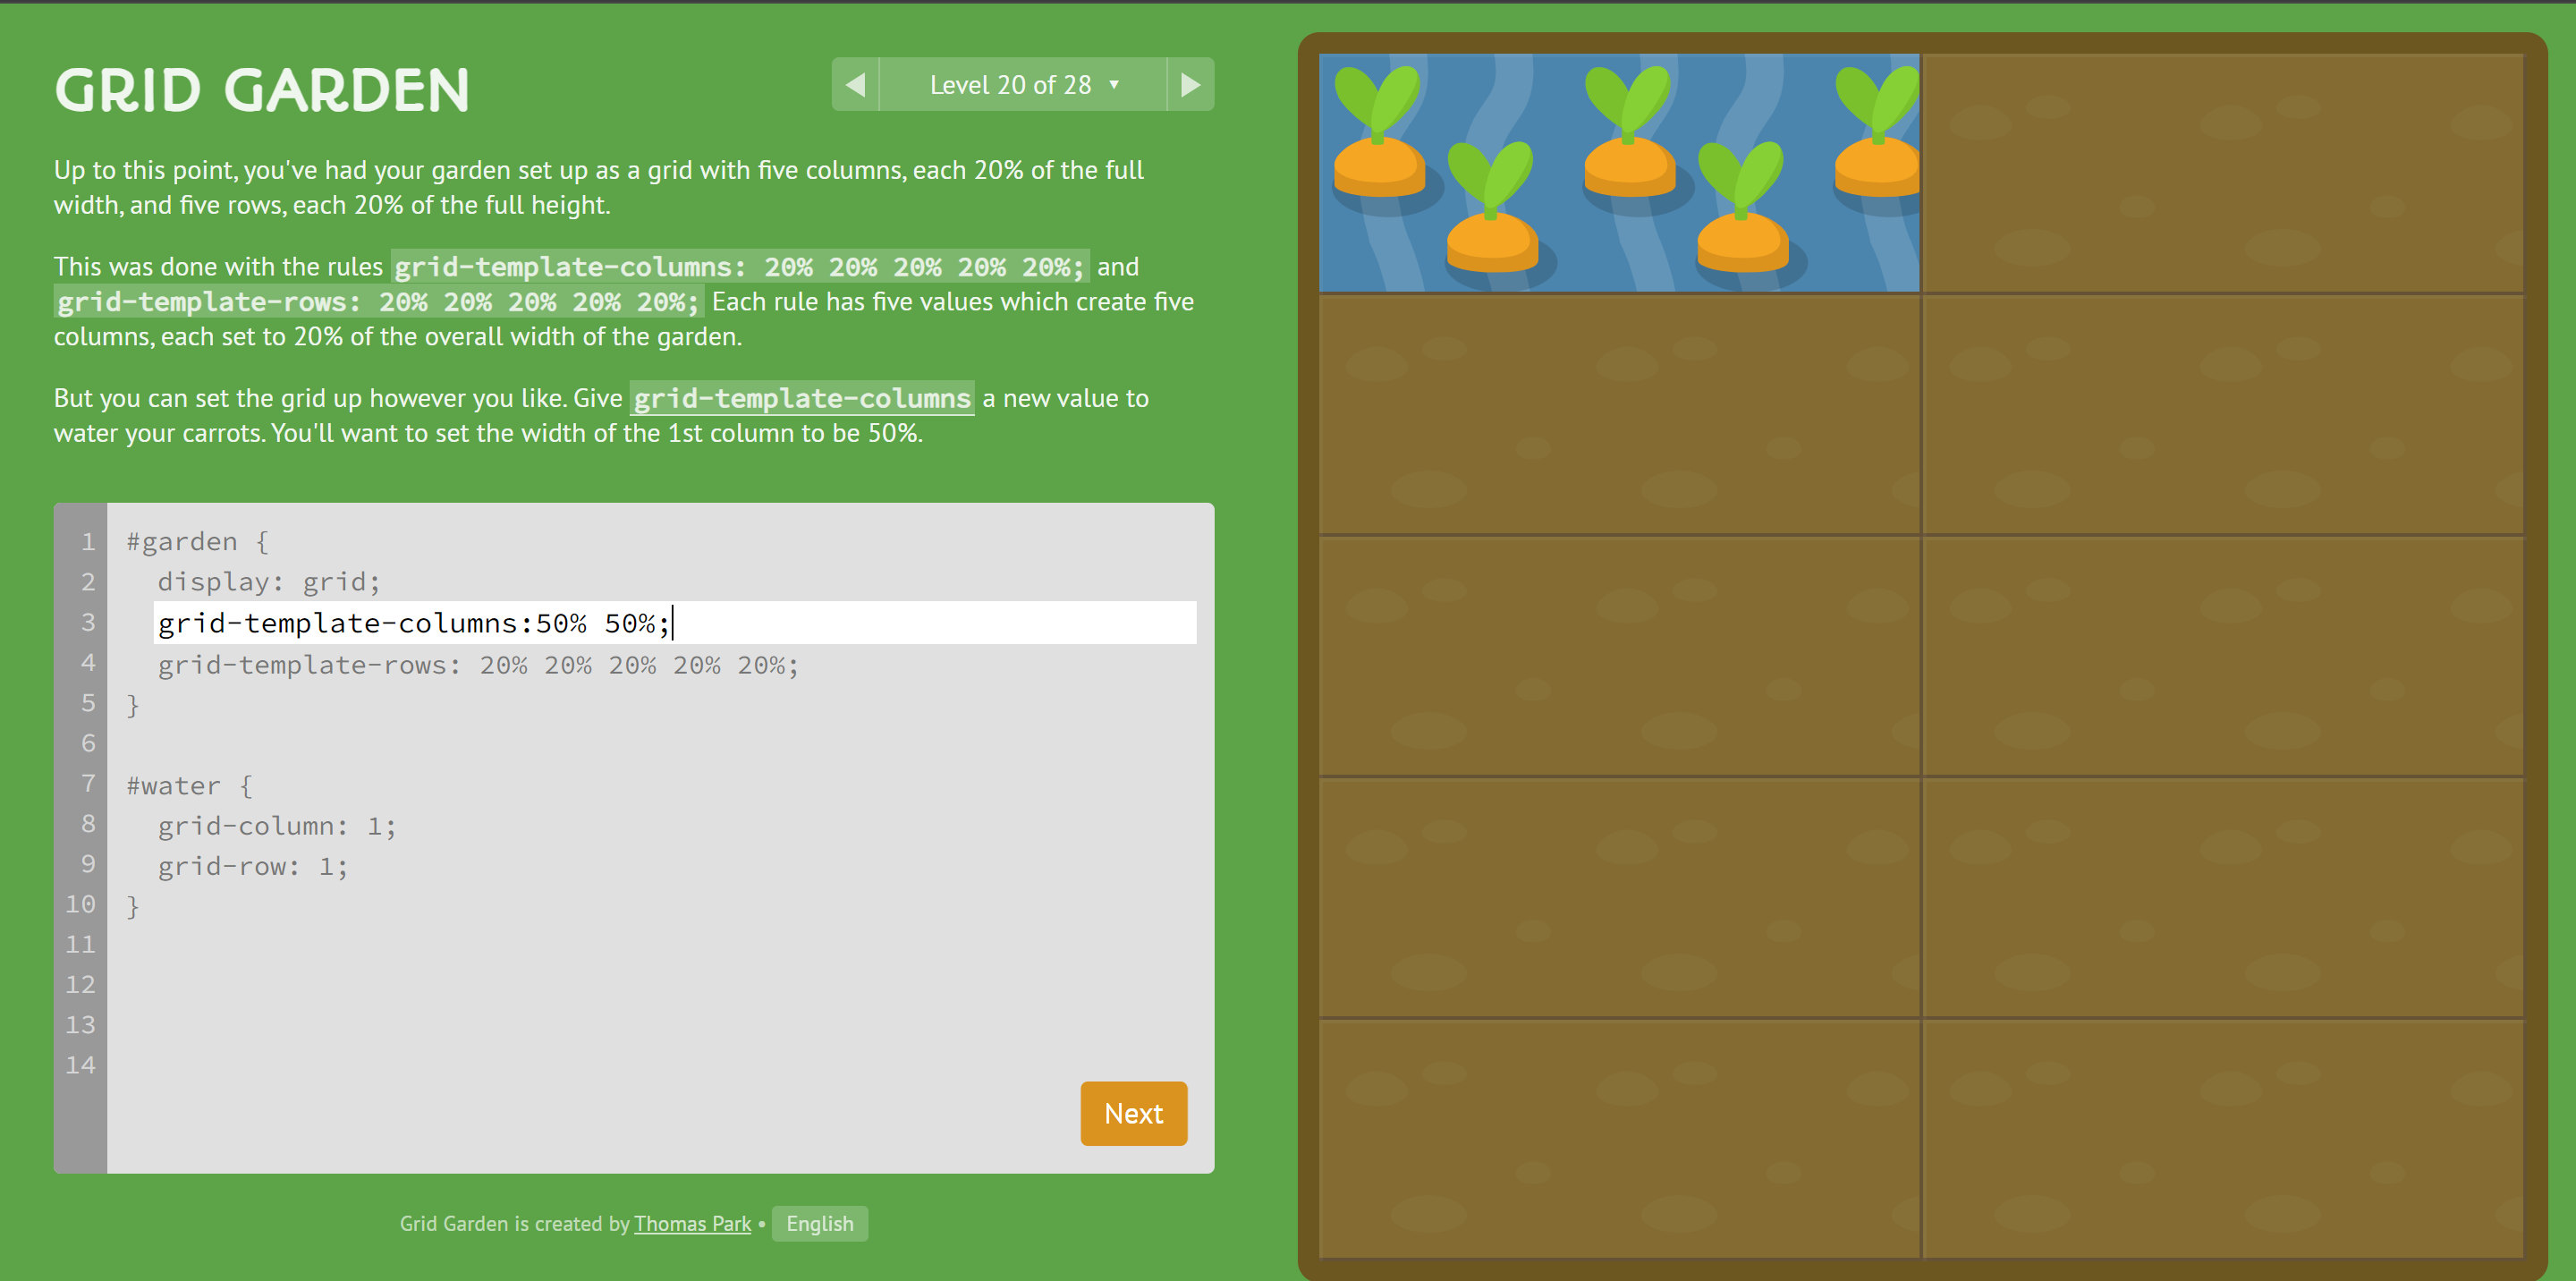 GRID GARDEN
Level 20 of 28
Up to this point, you've had your garden set up as a grid with five columns, each 20% of the full
width, and five rows, each 20% of the full height.
This was done with the rules grid-template-columns: 20% 20% 20% 20% 20%; and
grid-template-rows: 20% 20% 20% 20% 20%; Each rule has five values which create five
columns, each set to 20% of the overall width of the garden.
But you can set the grid up however you like. Give grid-template-columns a new value to
water your carrots. You'll want to set the width of the 1st column to be 50%.
1 #garden {
2 display: grid;
3 grid-template-columns:50% 50%;
4 grid-template-rows: 20% 20% 20% 20% 20%;
5 }
6
7 #water {
8 grid-column: 1;
9 grid-row: 1;
10 }
11
12
13
14
Next
Grid Garden is created by Thomas Park • English